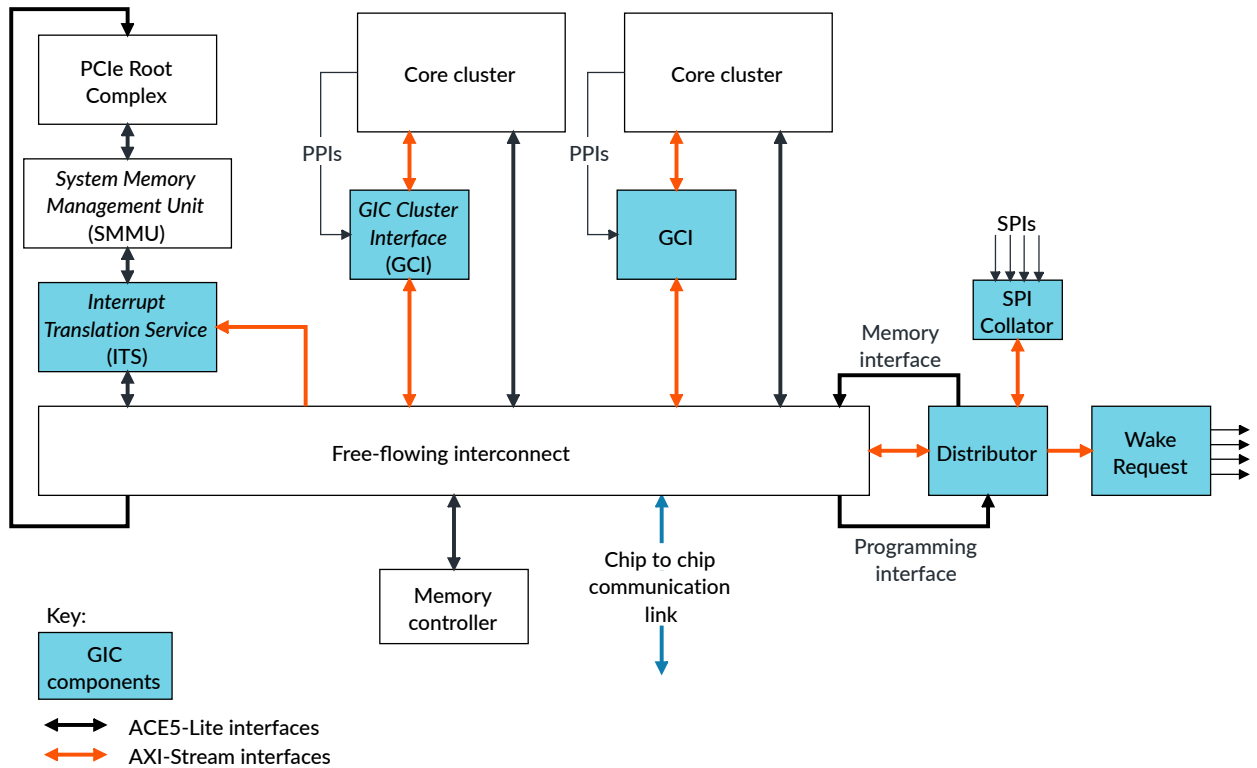 PCIe Root
Complex
Core cluster
Core cluster
PPIs
PPIs
System Memory
Management Unit
(SMMU)
GIC Cluster
Interface
(GCI)
GCI
SPIs
SPI
Collator
Interrupt
Translation Service
(ITS)
Memory
interface
Free-flowing interconnect
Distributor
Wake
Request
Programming
interface
Chip to chip
communication
link
Memory
controller
Key:
GIC
components
ACE5-Lite interfaces
AXI-Stream interfaces